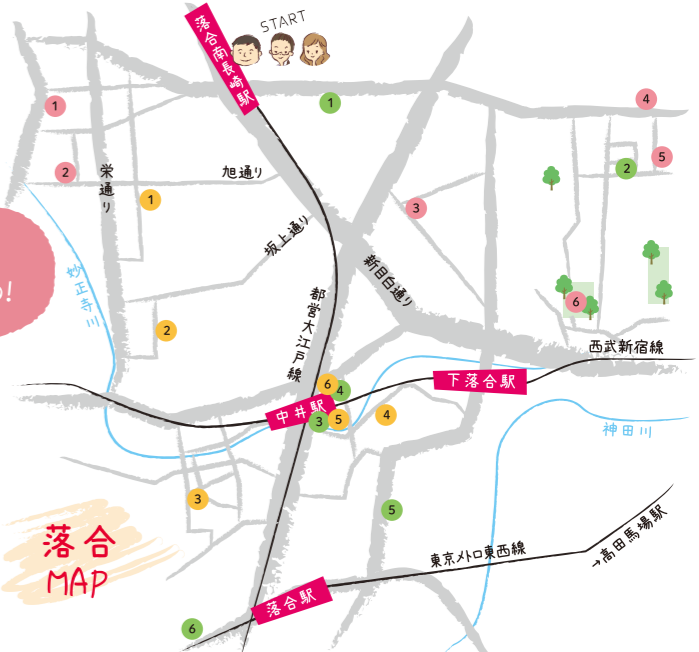 START
落合南長崎駅
1
4
1
2
5
2
栄通り
旭通り
1
3
坂上通り
新目白通り
妙正寺川
!
都営大江戸線
6
2
西武新宿線
下落合駅
6
4
中井駅
3
5
4
神田川
3
5
落合
MAP
東京メトロ東西線
→高田馬場駅
落合駅
6